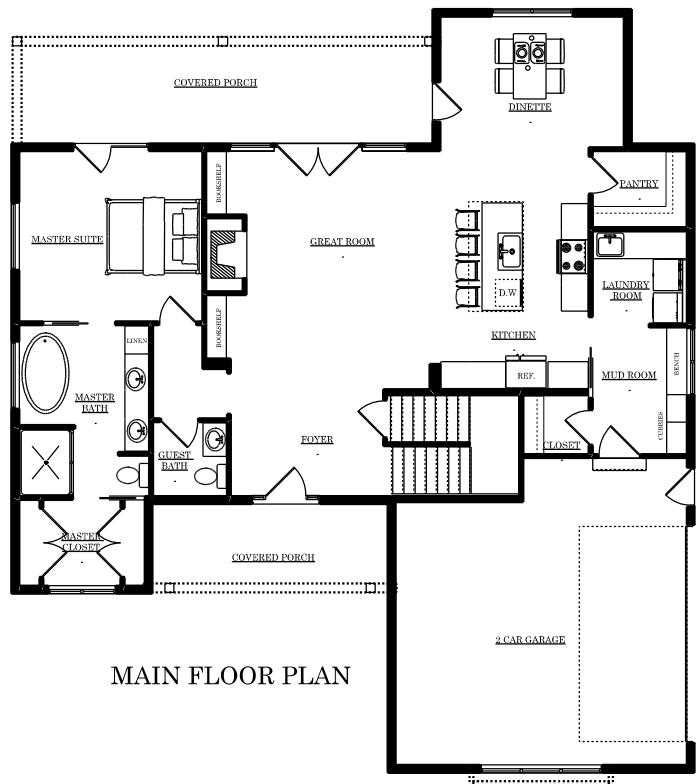 COVERED PORCH
DINETTE
BOOKSHELF
PANTRY
MASTER SUITE
GREAT ROOM
LAUNDRY
ROOM
D.W
BOOKSHELF
KITCHEN
LINEN
REF.
MUD ROOM
BENCH
MASTER
BATH
CUBBIES
GUEST
BATH
FOYER
CLOSET
MASTER
CLOSET
COVERED PORCH
2 CAR GARAGE
MAIN FLOOR PLAN